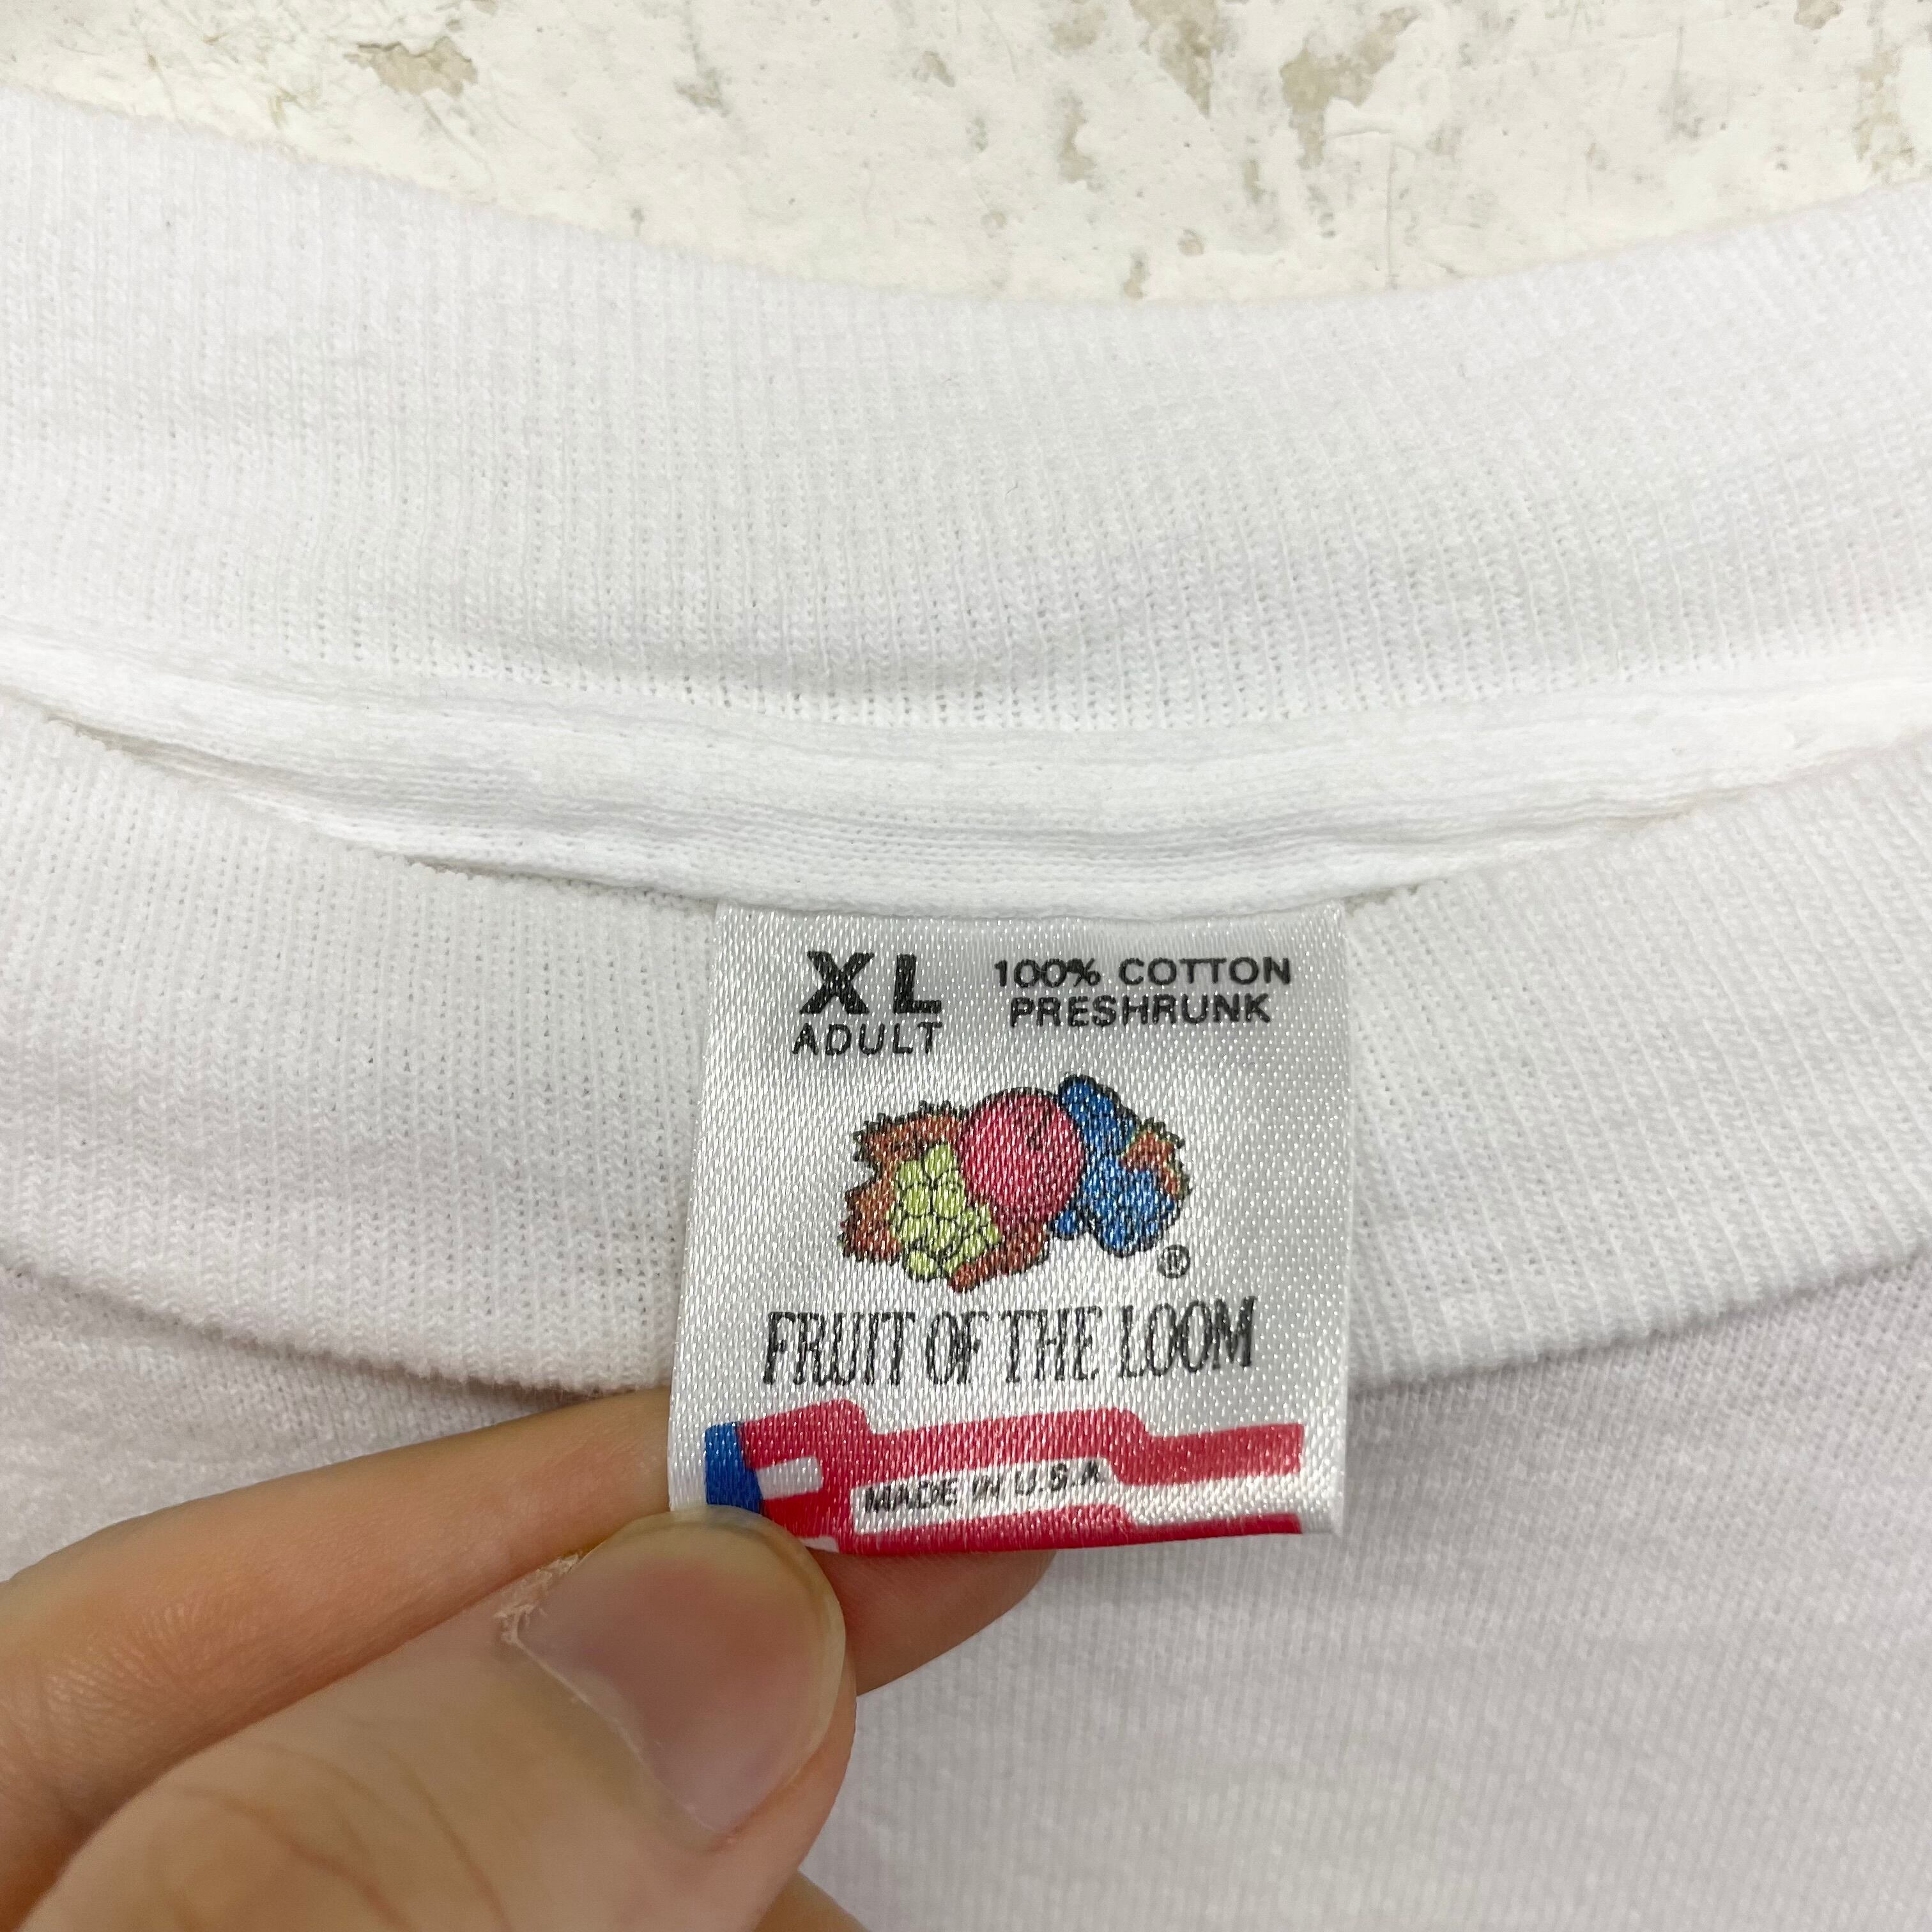 XL
ADULT
100% COTTON
PRESHRUNK
®
FRUIT OF THE LOOM
MADE IN U.S.A.